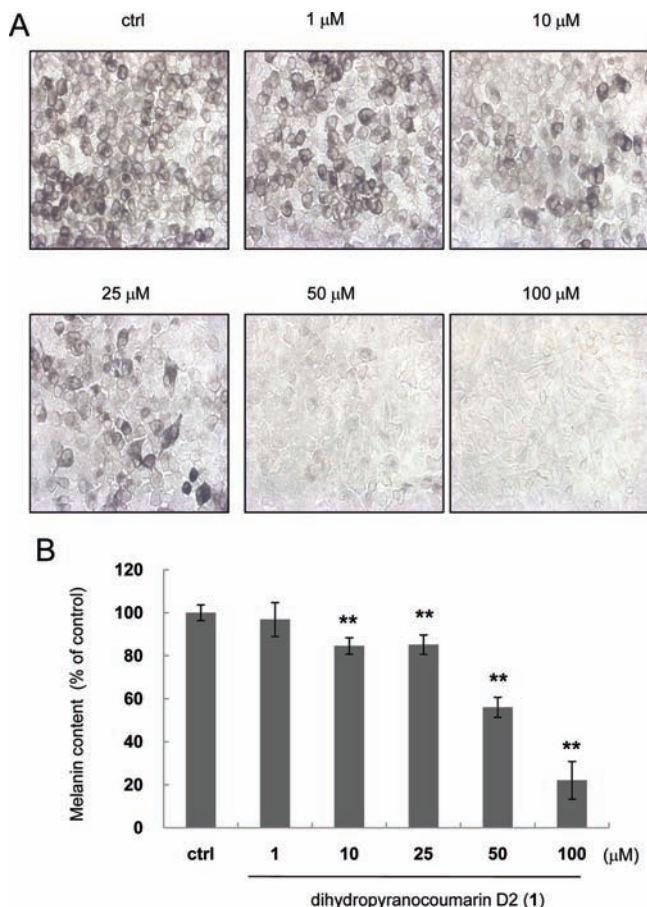 A
ctrl 1 μM 10 μM
25 μM 50 μM 100 μM
B
120
100
80
60
40
20
0
Melanin content (% of control)
** ** ** **
ctrl 1 10 25 50 100 (μM)
dihydropyranocoumarin D2 (1)